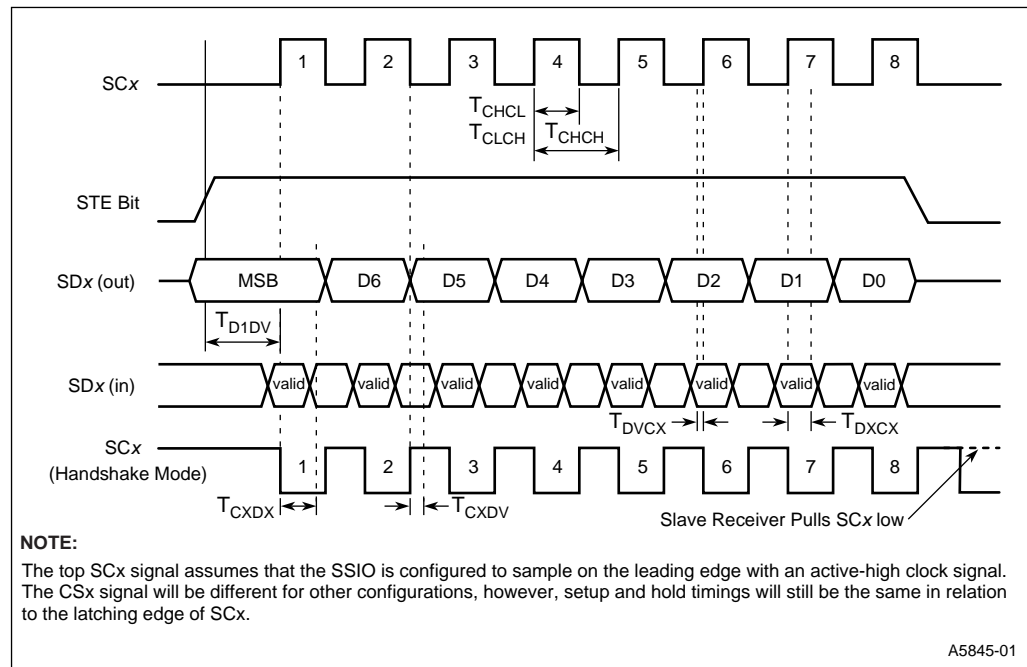 SCx
1 2 3 4 5 6 7 8
TCHCL
TCLCH TCHCH
STE Bit
SDx (out)
MSB D6 D5 D4 D3 D2 D1 D0
TD1DV
SDx (in)
valid valid valid valid valid valid valid valid
TDVCX TDXCX
SCx
(Handshake Mode)
1 2 3 4 5 6 7 8
TCXDX TCXDV
Slave Receiver Pulls SCx low
NOTE:
The top SCx signal assumes that the SSIO is configured to sample on the leading edge with an active-high clock signal.
The CSx signal will be different for other configurations, however, setup and hold timings will still be the same in relation
to the latching edge of SCx.
A5845-01